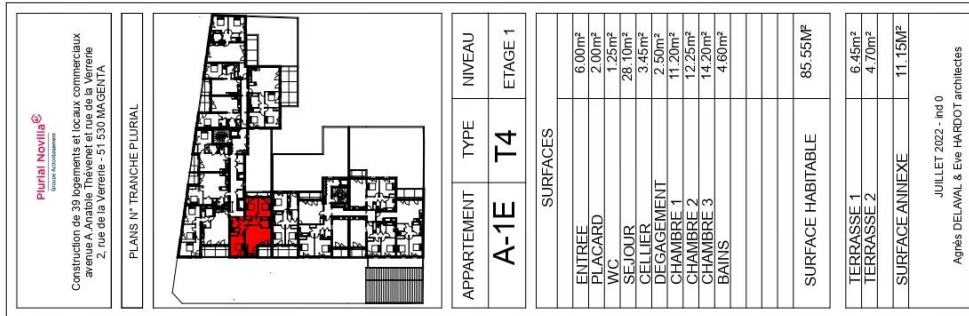 Plurial Novilia
Groupe ActionLogement
Construction de 39 logements et locaux commerciaux
avenue A. Anatole Thévenet et rue de la Verrerie
2, rue de la Verrerie - 51 530 MAGENTA
PLANS N° TRANCHE PLURIAL
APPARTEMENT TYPE NIVEAU
A-1E T4 ETAGE 1
SURFACES
ENTREE 6.00m²
PLACARD 2.00m²
WC 1.25m²
SEJOUR 28.10m²
CELLIER 3.45m²
DEGAGEMENT 2.50m²
CHAMBRE 1 11.20m²
CHAMBRE 2 12.25m²
CHAMBRE 3 14.20m²
BAINS 4.60m²
SURFACE HABITABLE 85.55M²
TERRASSE 1 6.45m²
TERRASSE 2 4.70m²
SURFACE ANNEXE 11.15M²
JUILLET 2022 - ind 0
Agnès DELAVAL & Eve HARDOT architectes